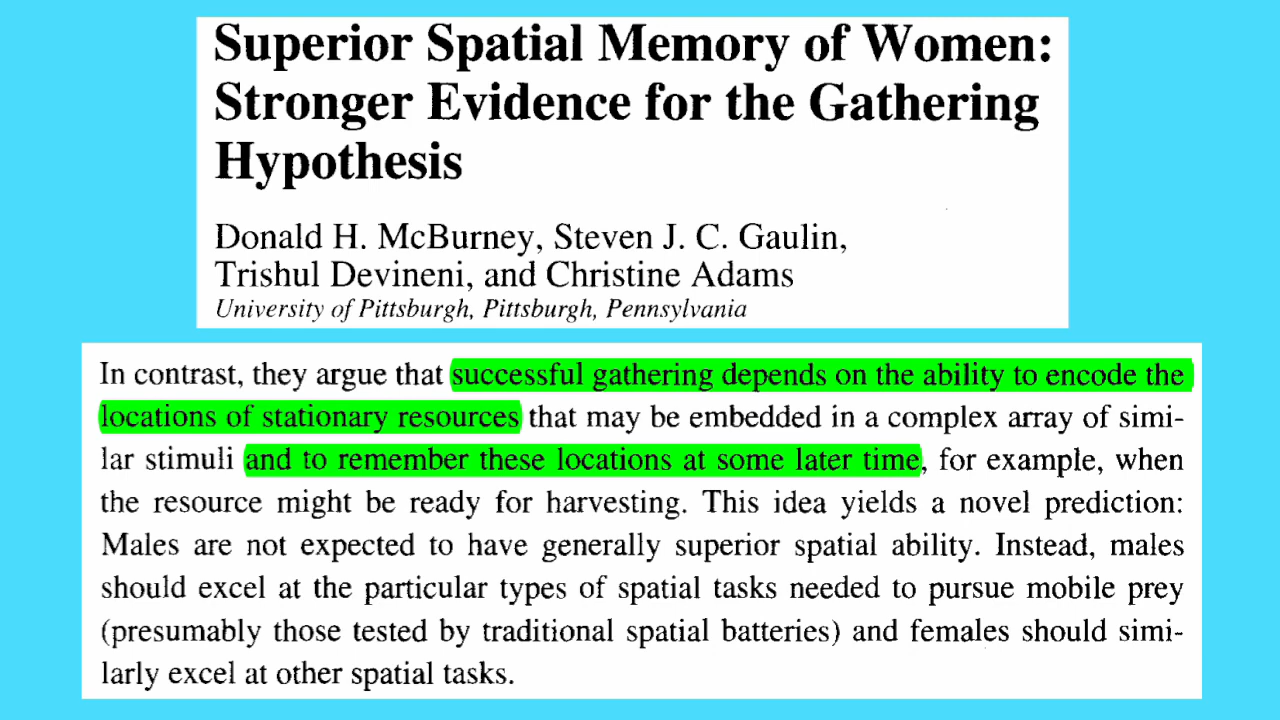 Superior Spatial Memory of Women:
Stronger Evidence for the Gathering
Hypothesis
Donald H. McBurney, Steven J. C. Gaulin,
Trishul Devineni, and Christine Adams
University of Pittsburgh, Pittsburgh, Pennsylvania
In contrast, they argue that successful gathering depends on the ability to encode the
locations of stationary resources that may be embedded in a complex array of simi-
lar stimuli and to remember these locations at some later time, for example, when
the resource might be ready for harvesting. This idea yields a novel prediction:
Males are not expected to have generally superior spatial ability. Instead, males
should excel at the particular types of spatial tasks needed to pursue mobile prey
(presumably those tested by traditional spatial batteries) and females should simi-
larly excel at other spatial tasks.